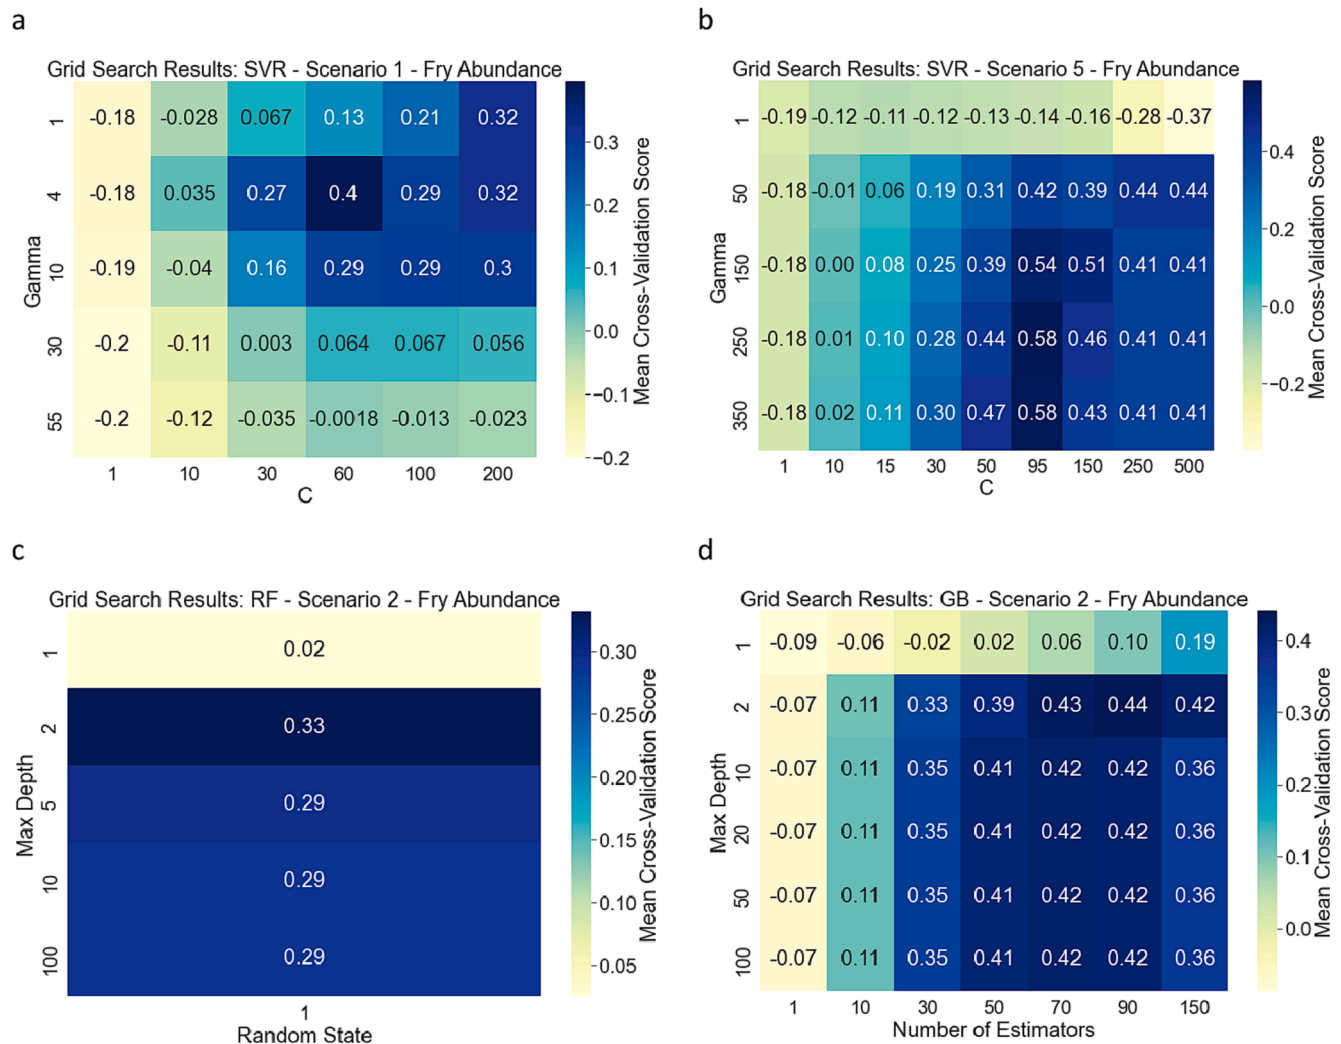 a
Grid Search Results: SVR - Scenario 1 - Fry Abundance
1 -0.18 -0.028 0.067 0.13 0.21 0.32
4 -0.18 0.035 0.27 0.4 0.29 0.32
10 -0.19 -0.04 0.16 0.29 0.29 0.3
30 -0.2 -0.11 0.003 0.064 0.067 0.056
55 -0.2 -0.12 -0.035 -0.0018 -0.013 -0.023
1 10 30 60 100 200
C
Gamma
0.3
0.2
0.1
0.0
−0.1
−0.2
Mean Cross-Validation Score
b
Grid Search Results: SVR - Scenario 5 - Fry Abundance
1 -0.19 -0.12 -0.11 -0.12 -0.13 -0.14 -0.16 -0.28 -0.37
50 -0.18 -0.01 0.06 0.19 0.31 0.42 0.39 0.44 0.44
150 -0.18 0.00 0.08 0.25 0.39 0.54 0.51 0.41 0.41
250 -0.18 0.01 0.10 0.28 0.44 0.58 0.46 0.41 0.41
350 -0.18 0.02 0.11 0.30 0.47 0.58 0.43 0.41 0.41
1 10 15 30 50 95 150 250 500
C
Gamma
0.4
0.2
0.0
−0.2
Mean Cross-Validation Score
c
Grid Search Results: RF - Scenario 2 - Fry Abundance
1 0.02
2 0.33
5 0.29
10 0.29
100 0.29
1
Random State
Max Depth
0.30
0.25
0.20
0.15
0.10
0.05
Mean Cross-Validation Score
d
Grid Search Results: GB - Scenario 2 - Fry Abundance
1 -0.09 -0.06 -0.02 0.02 0.06 0.10 0.19
2 -0.07 0.11 0.33 0.39 0.43 0.44 0.42
10 -0.07 0.11 0.35 0.41 0.42 0.42 0.36
20 -0.07 0.11 0.35 0.41 0.42 0.42 0.36
50 -0.07 0.11 0.35 0.41 0.42 0.42 0.36
100 -0.07 0.11 0.35 0.41 0.42 0.42 0.36
1 10 30 50 70 90 150
Number of Estimators
Max Depth
0.4
0.3
0.2
0.1
0.0
Mean Cross-Validation Score